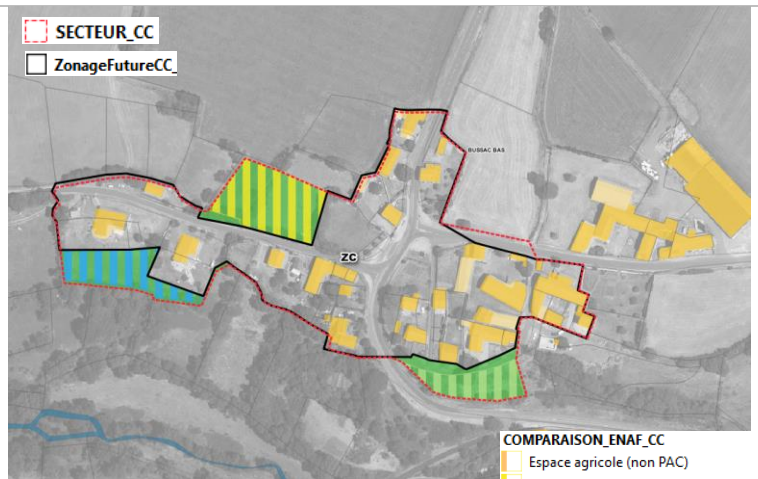 SECTEUR_CC
ZonageFutureCC_
BUSSAC BAS
ZC
COMPARAISON_ENAF_CC
Espace agricole (non PAC)